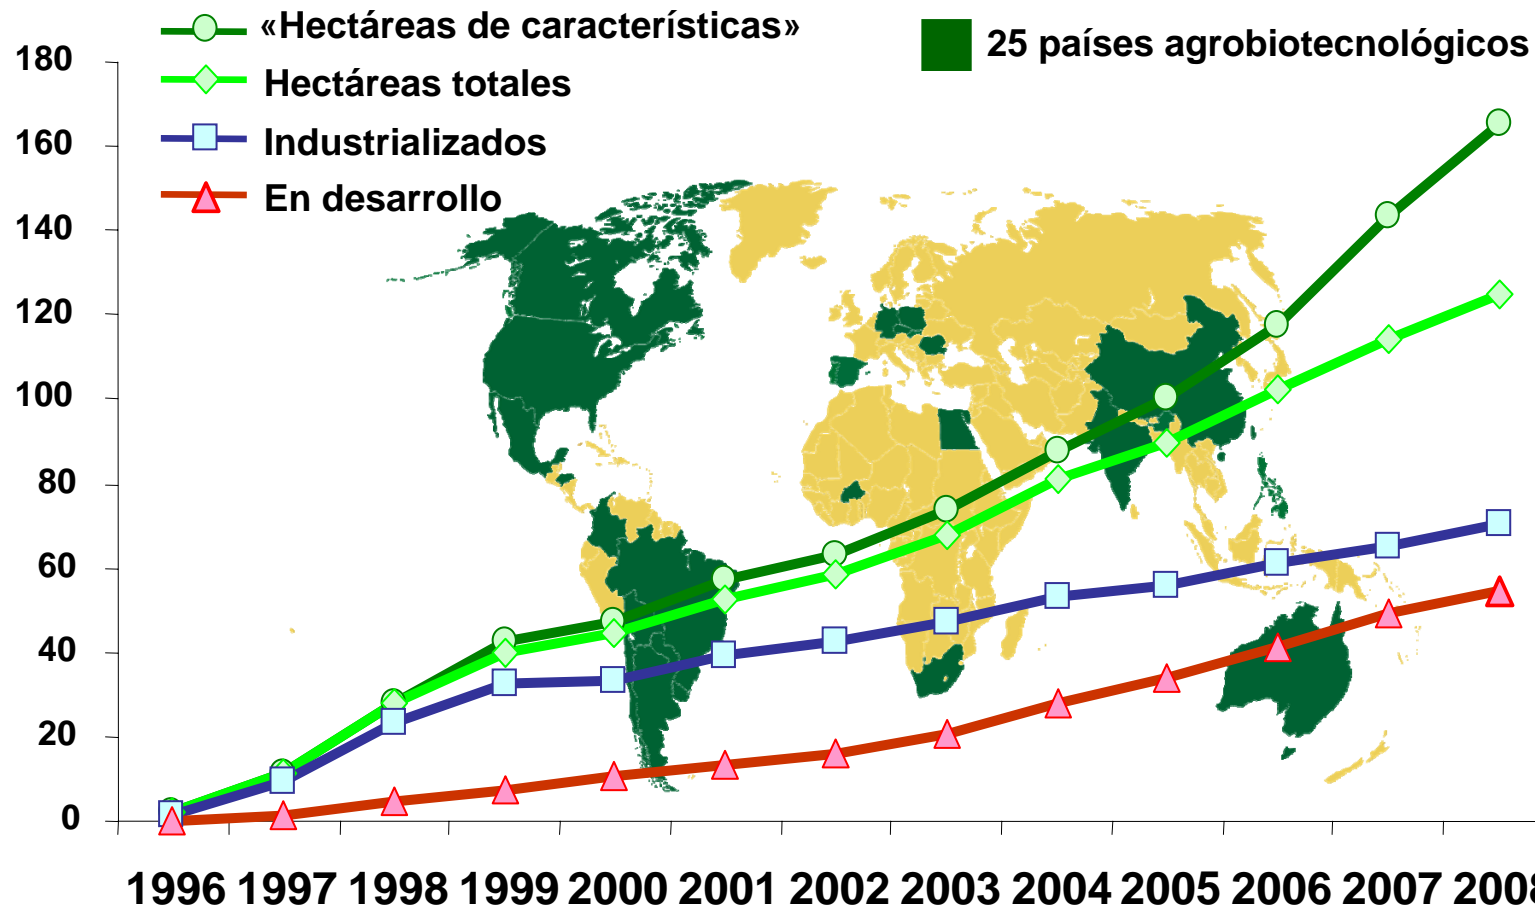 «Hectáreas de características»
Hectáreas totales
Industrializados
En desarrollo
25 países agrobiotecnológicos
180
160
140
120
100
80
60
40
20
0
1996 1997 1998 1999 2000 2001 2002 2003 2004 2005 2006 2007 2008